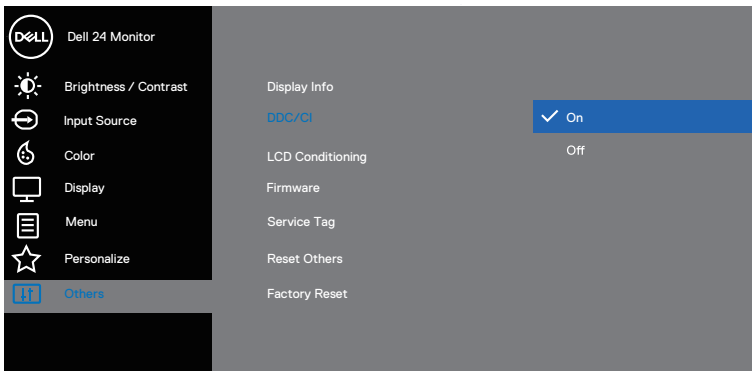 DELL
Dell 24 Monitor
Brightness / Contrast
Input Source
Color
Display
Menu
Personalize
Others
Display Info
DDC/CI
LCD Conditioning
Firmware
Service Tag
Reset Others
Factory Reset
On
Off